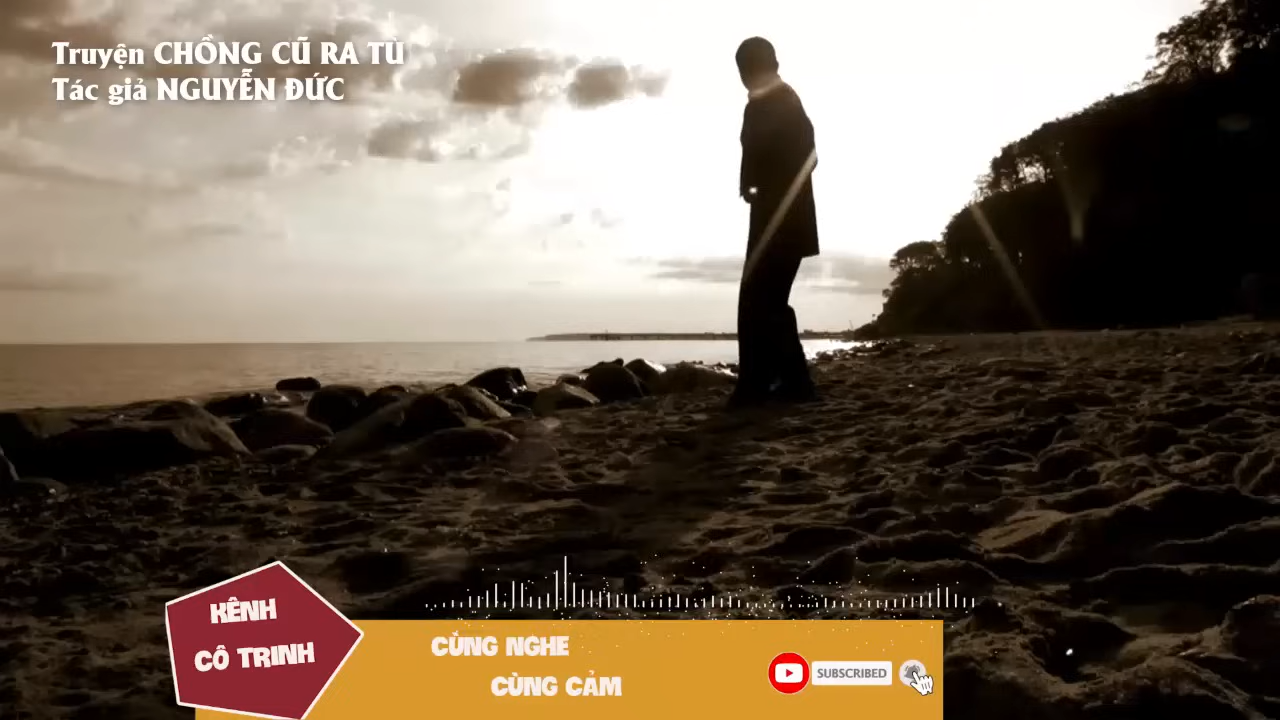 Truyện CHỒNG CŨ RA TÙ
Tác giả NGUYỄN ĐỨC
KÊNH
CÔ TRINH
CÙNG NGHE
CÙNG CẢM
SUBSCRIBED